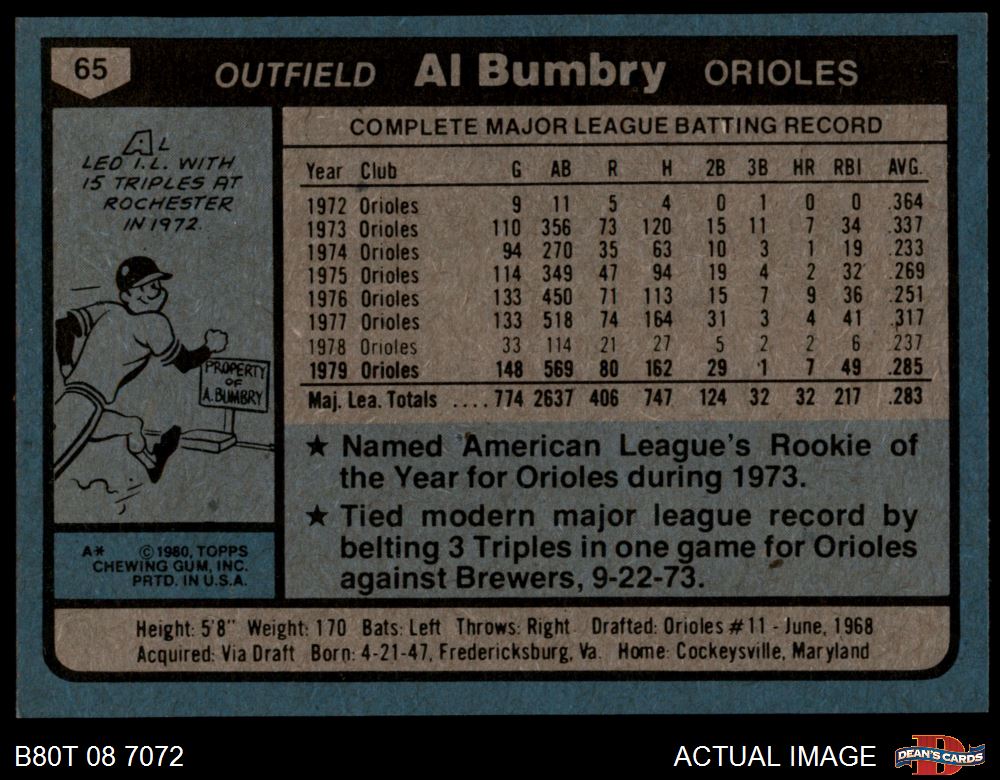 65
OUTFIELD Al Bumbry ORIOLES
AL
LED I.L. WITH
15 TRIPLES AT
ROCHESTER
IN 1972.
PROPERTY
OF
A. BUMBRY
A* © 1980, TOPPS
CHEWING GUM, INC.
PRTD. IN U.S.A.
COMPLETE MAJOR LEAGUE BATTING RECORD
Year Club G AB R H 2B 3B HR RBI AVG.
1972 Orioles 9 11 5 4 0 1 0 0 .364
1973 Orioles 110 356 73 120 15 11 7 34 .337
1974 Orioles 94 270 35 63 10 3 1 19 .233
1975 Orioles 114 349 47 94 19 4 2 32 .269
1976 Orioles 133 450 71 113 15 7 9 36 .251
1977 Orioles 133 518 74 164 31 3 4 41 .317
1978 Orioles 33 114 21 27 5 2 2 6 .237
1979 Orioles 148 569 80 162 29 1 7 49 .285
Maj. Lea. Totals ....774 2637 406 747 124 32 32 217 .283
★ Named American League's Rookie of
the Year for Orioles during 1973.
★ Tied modern major league record by
belting 3 Triples in one game for Orioles
against Brewers, 9-22-73.
Height: 5'8" Weight: 170 Bats: Left Throws: Right Drafted: Orioles #11 - June, 1968
Acquired: Via Draft Born: 4-21-47, Fredericksburg, Va. Home: Cockeysville, Maryland
B80T 08 7072
ACTUAL IMAGE
DEAN'S CARDS